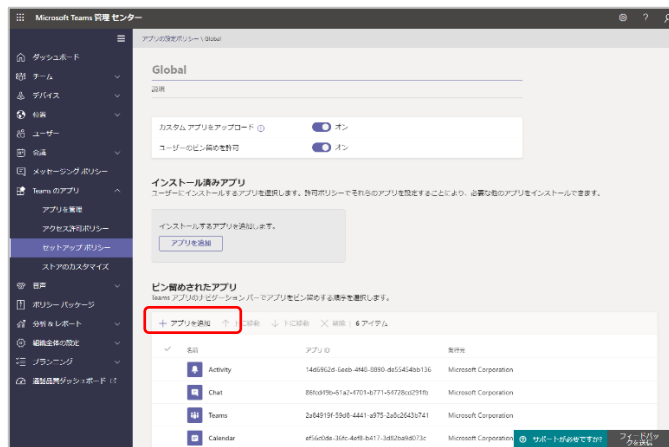 Microsoft Teams 管理センター
アプリの設定ポリシー \ Global
ダッシュボード
チーム
デバイス
位置
ユーザー
会議
メッセージング ポリシー
Teams のアプリ
アプリを管理
アクセス許可ポリシー
セットアップ ポリシー
ストアのカスタマイズ
音声
ポリシー パッケージ
分析 & レポート
組織全体の設定
プランニング
通話品質ダッシュボード
Global
説明
カスタム アプリをアップロード オン
ユーザーのピン留めを許可 オン
インストール済みアプリ
ユーザーにインストールするアプリを選択します。許可ポリシーでそれらのアプリを設定することにより、必要な他のアプリをインストールできます。
インストールするアプリを追加します。
アプリを追加
ピン留めされたアプリ
Teams アプリのナビゲーション バーでアプリをピン留めする順序を選択します。
+ アプリを追加 ↑ 上に移動 ↓ 下に移動 × 削除 | 6 アイテム
✓ 名前 アプリ ID 発行元
Activity 14d6962d-6eeb-4f48-8890-de55454bb136 Microsoft Corporation
Chat 86fcd49b-61a2-4701-b771-54728cd291fb Microsoft Corporation
Teams 2a84919f-59d8-4441-a975-2a8c2643b741 Microsoft Corporation
Calendar ef56c0de-36fc-4ef8-b417-3d82ba9d073c Microsoft Corporation
サポートが必要ですか?
フィードバックを送信